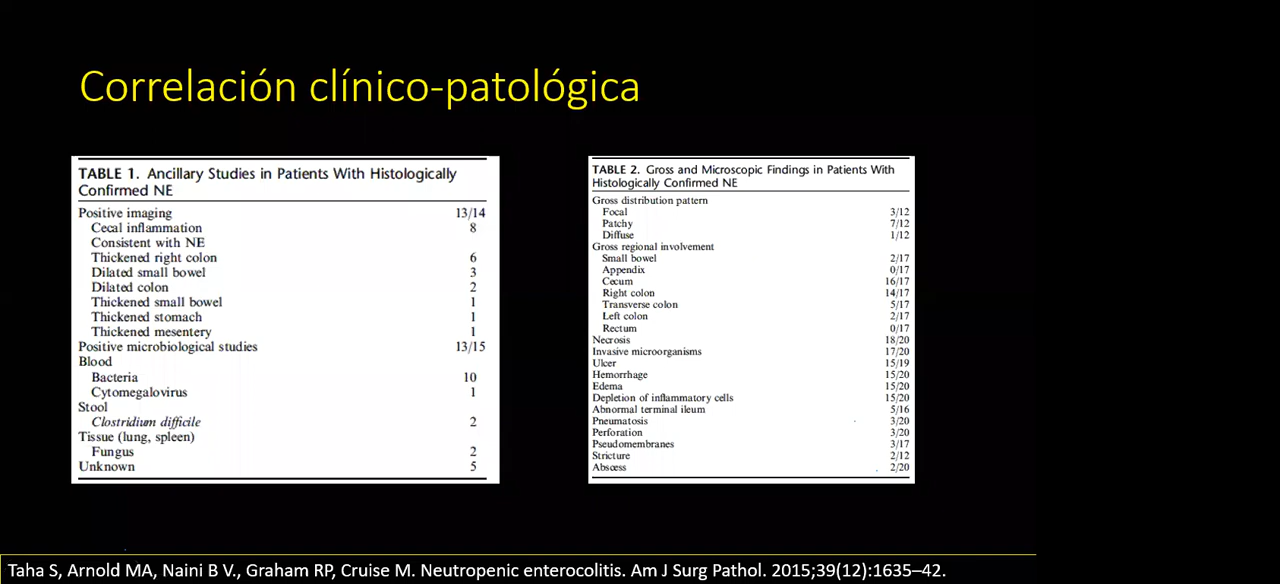 Correlación clínico-patológica
TABLE 1. Ancillary Studies in Patients With Histologically
Confirmed NE
Positive imaging 13/14
Cecal inflammation 8
Consistent with NE
Thickened right colon 6
Dilated small bowel 3
Dilated colon 2
Thickened small bowel 1
Thickened stomach 1
Thickened mesentery 1
Positive microbiological studies 13/15
Blood
Bacteria 10
Cytomegalovirus 1
Stool
Clostridium difficile 2
Tissue (lung, spleen)
Fungus 2
Unknown 5
TABLE 2. Gross and Microscopic Findings in Patients With
Histologically Confirmed NE
Gross distribution pattern
Focal 3/12
Patchy 7/12
Diffuse 1/12
Gross regional involvement
Small bowel 2/17
Appendix 0/17
Cecum 16/17
Right colon 14/17
Transverse colon 5/17
Left colon 2/17
Rectum 0/17
Necrosis 18/20
Invasive microorganisms 17/20
Ulcer 15/19
Hemorrhage 15/20
Edema 15/20
Depletion of inflammatory cells 15/20
Abnormal terminal ileum 5/16
Pneumatosis 3/20
Perforation 3/20
Pseudomembranes 3/17
Stricture 2/12
Abscess 2/20
Taha S, Arnold MA, Naini B V., Graham RP, Cruise M. Neutropenic enterocolitis. Am J Surg Pathol. 2015;39(12):1635–42.